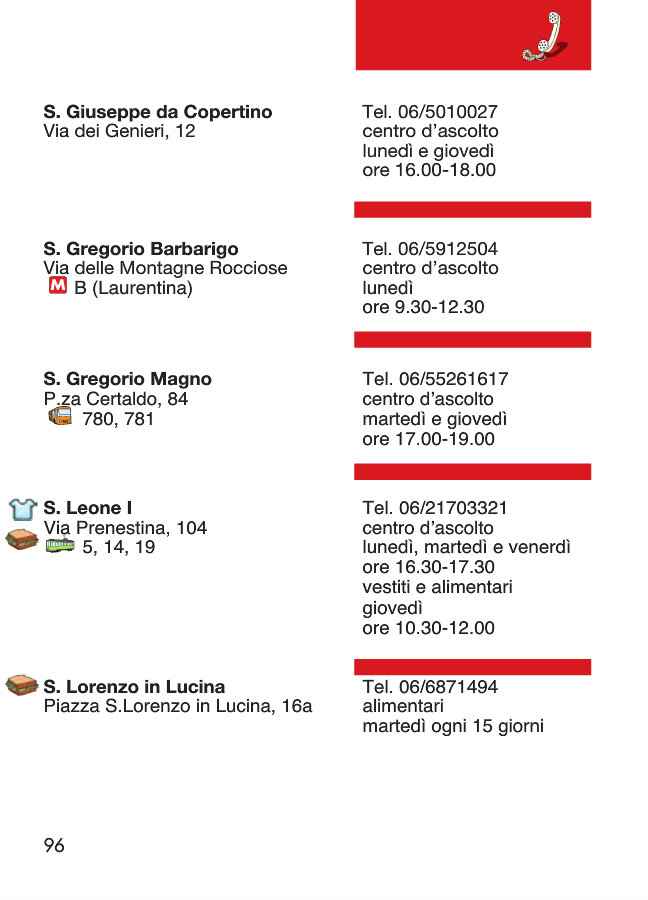 S. Giuseppe da Copertino
Via dei Genieri, 12
Tel. 06/5010027
centro d'ascolto
lunedì e giovedì
ore 16.00-18.00
S. Gregorio Barbarigo
Via delle Montagne Rocciose
M B (Laurentina)
Tel. 06/5912504
centro d'ascolto
lunedì
ore 9.30-12.30
S. Gregorio Magno
P.za Certaldo, 84
780, 781
Tel. 06/55261617
centro d'ascolto
martedì e giovedì
ore 17.00-19.00
S. Leone I
Via Prenestina, 104
5, 14, 19
Tel. 06/21703321
centro d'ascolto
lunedì, martedì e venerdì
ore 16.30-17.30
vestiti e alimentari
giovedì
ore 10.30-12.00
S. Lorenzo in Lucina
Piazza S.Lorenzo in Lucina, 16a
Tel. 06/6871494
alimentari
martedì ogni 15 giorni
96